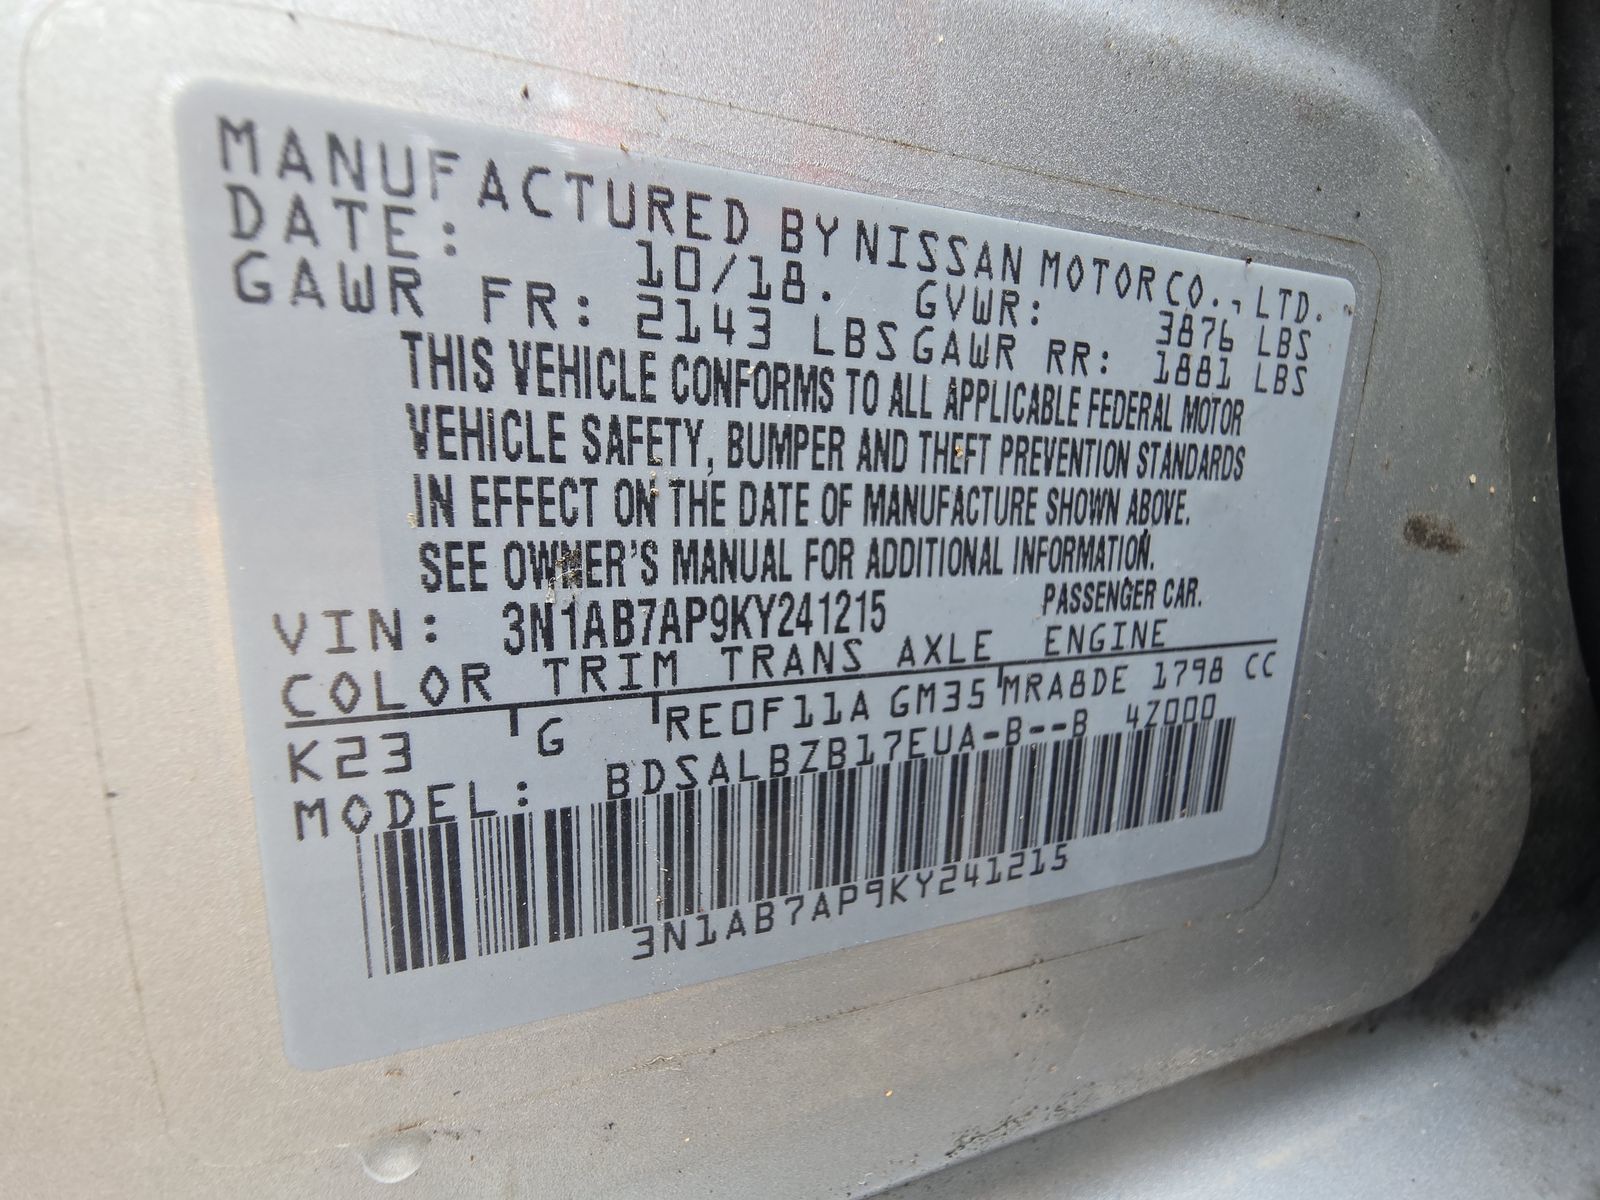 MANUFACTURED BY NISSAN MOTOR CO., LTD.
DATE: 10/18. GVWR: 3876 LBS
GAWR FR: 2143 LBS GAWR RR: 1881 LBS
THIS VEHICLE CONFORMS TO ALL APPLICABLE FEDERAL MOTOR
VEHICLE SAFETY, BUMPER AND THEFT PREVENTION STANDARDS
IN EFFECT ON THE DATE OF MANUFACTURE SHOWN ABOVE.
SEE OWNER'S MANUAL FOR ADDITIONAL INFORMATION.
VIN: 3N1AB7AP9KY241215 PASSENGER CAR.
COLOR TRIM TRANS AXLE ENGINE
K23 G RE0F11A GM35 MRA8DE 1798 CC
MODEL: BDSALBZB17EUA-B--B 4Z000
3N1AB7AP9KY241215